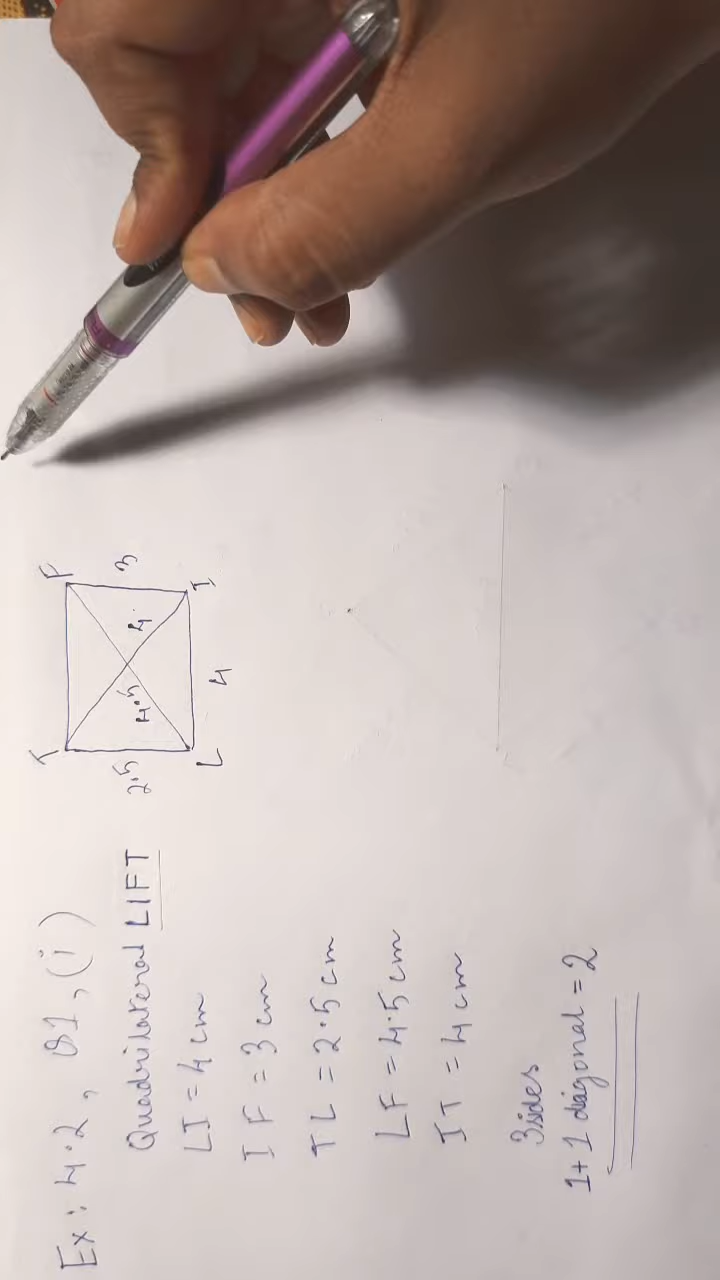 Ex: 4.2, Q1, (i)
Quadrilateral LIFT
LI = 4 cm
IF = 3 cm
TL = 2.5 cm
LF = 4.5 cm
IT = 4 cm
3 sides
1+1 diagonal = 2
T
F
2.5
4.5
4
3
L
4
I